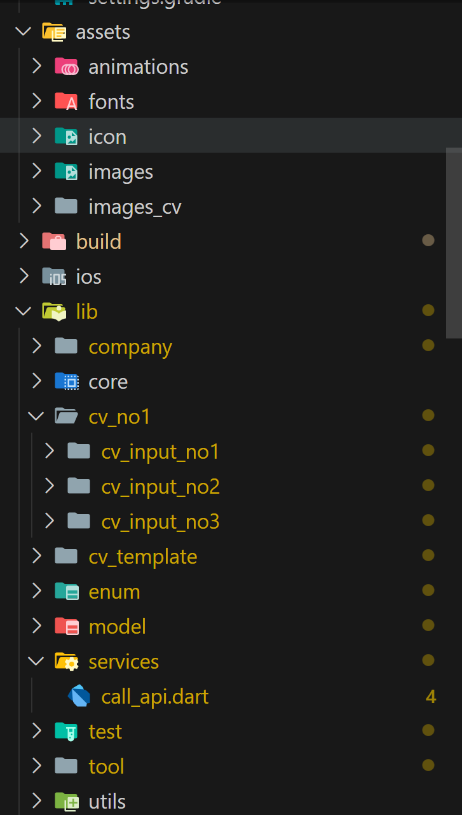 settings.gradle
assets
animations
fonts
icon
images
images_cv
build
ios
lib
company
core
cv_no1
cv_input_no1
cv_input_no2
cv_input_no3
cv_template
enum
model
services
call_api.dart 4
test
tool
utils